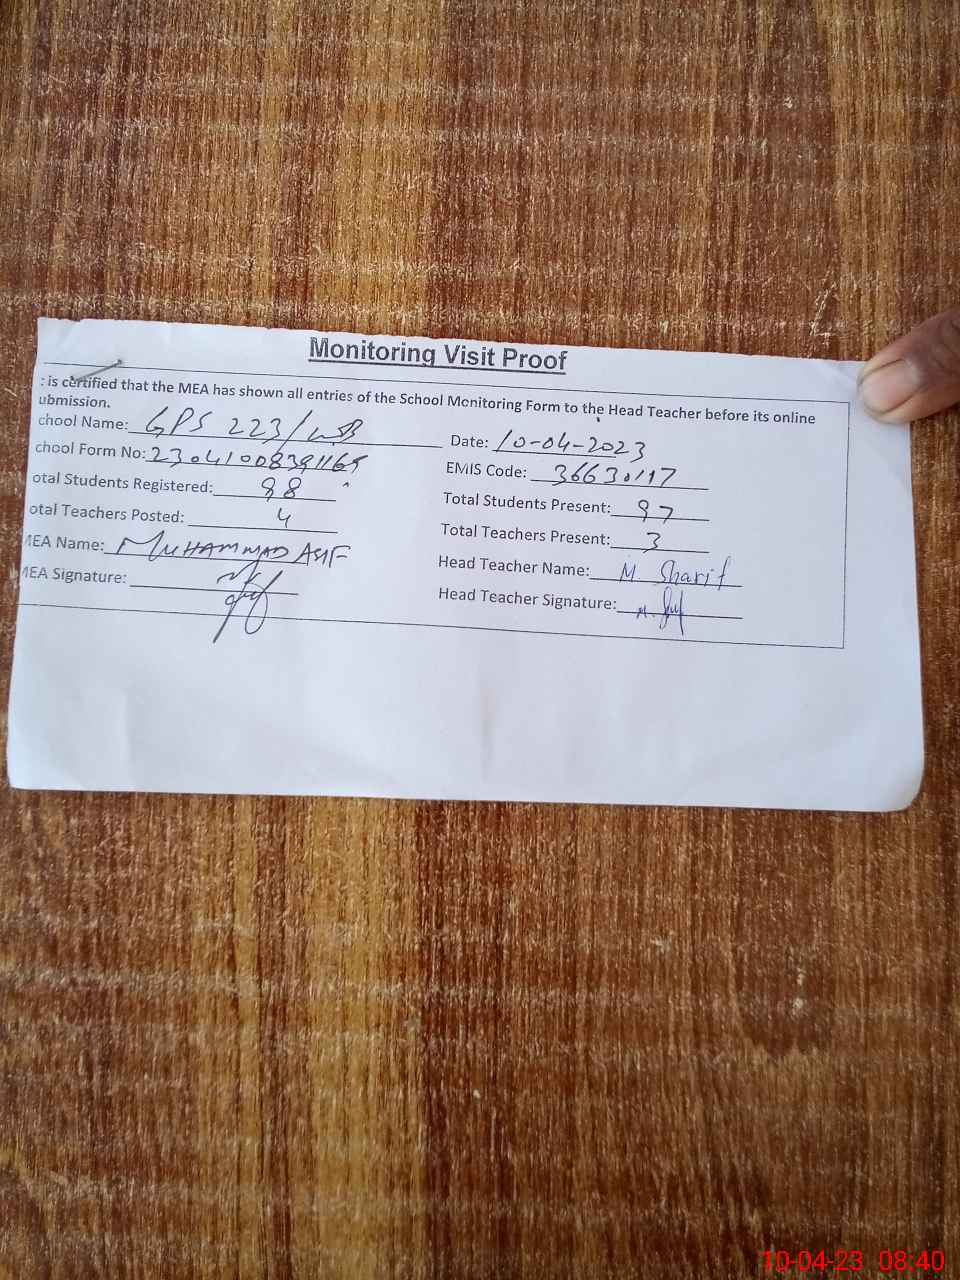 Monitoring Visit Proof
: is certified that the MEA has shown all entries of the School Monitoring Form to the Head Teacher before its online
ubmission.
chool Name: GPS 223/WB Date: 10-04-2023
chool Form No: 23041008391165 EMIS Code: 36630117
otal Students Registered: 98 Total Students Present: 97
otal Teachers Posted: 4 Total Teachers Present: 3
MEA Name: MUHAMMAD ASIF Head Teacher Name: M. Sharif
MEA Signature: Head Teacher Signature:
10-04-23 08:40